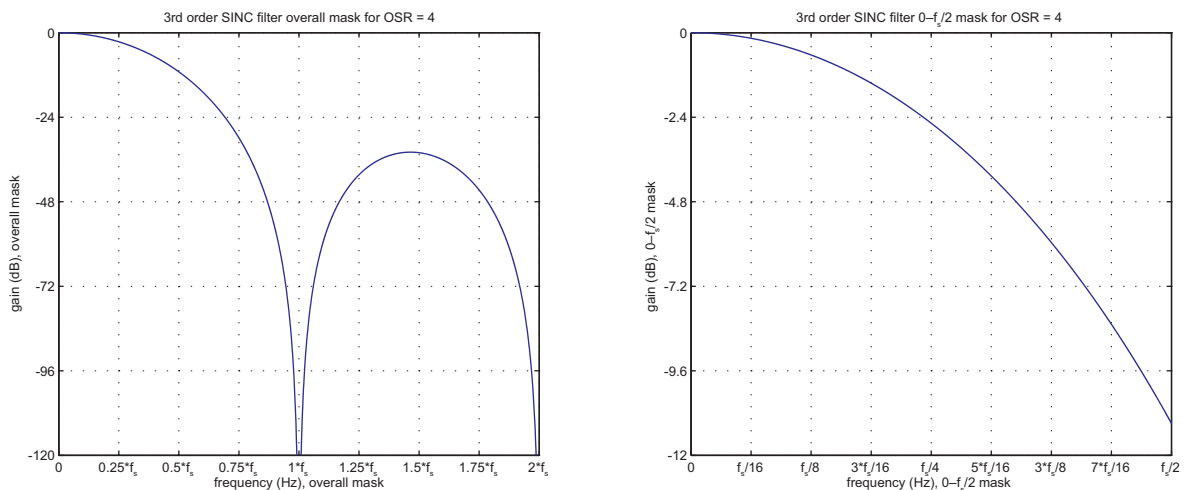 3rd order SINC filter overall mask for OSR = 4
0
-24
-48
-72
-96
-120
gain (dB), overall mask
0 0.25*fs 0.5*fs 0.75*fs 1*fs 1.25*fs 1.5*fs 1.75*fs 2*fs
frequency (Hz), overall mask
3rd order SINC filter 0–fs/2 mask for OSR = 4
0
-2.4
-4.8
-7.2
-9.6
-12
gain (dB), 0–fs/2 mask
0 fs/16 fs/8 3*fs/16 fs/4 5*fs/16 3*fs/8 7*fs/16 fs/2
frequency (Hz), 0–fs/2 mask